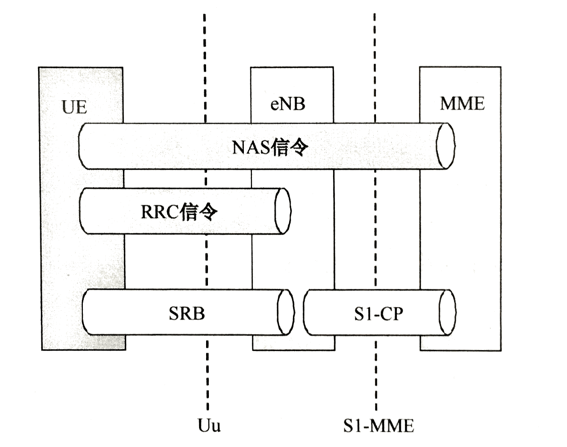 UE
eNB
MME
NAS信令
RRC信令
SRB
S1-CP
Uu
S1-MME